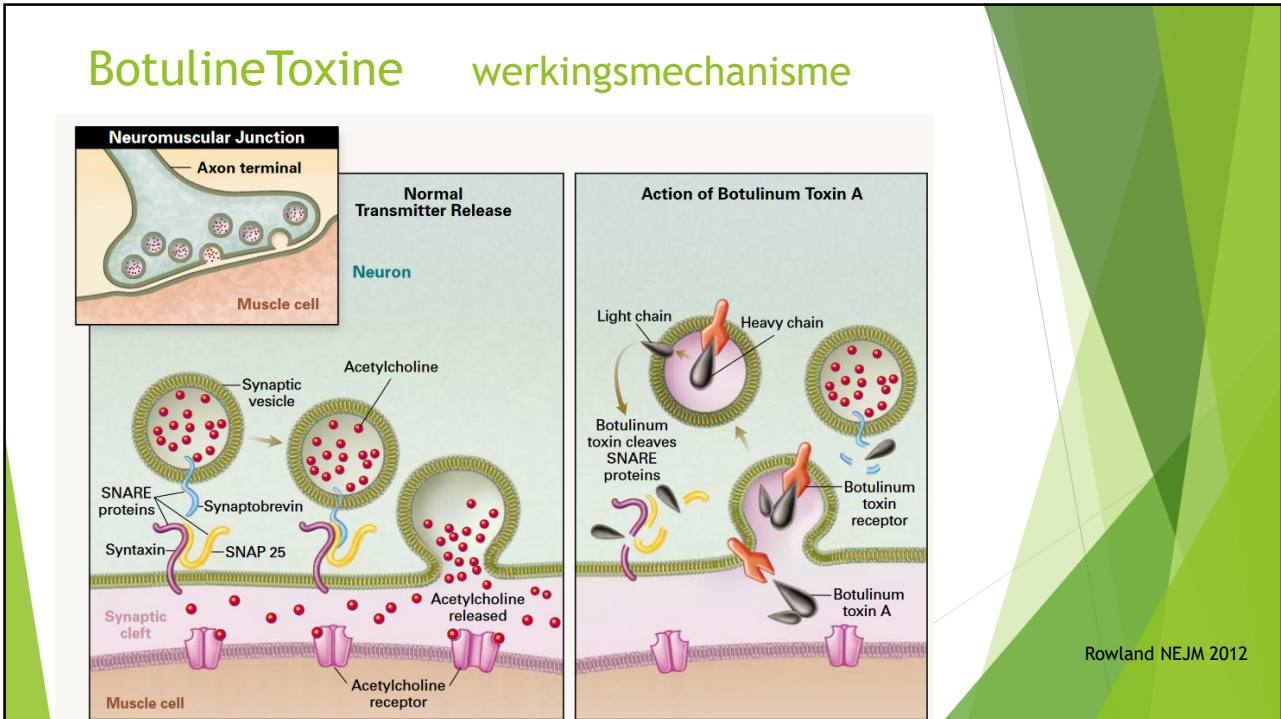 BotulineToxine werkingsmechanisme
Neuromuscular Junction
Axon terminal
Muscle cell
Normal
Transmitter Release
Neuron
Synaptic
vesicle
Acetylcholine
SNARE
proteins
Synaptobrevin
Syntaxin
SNAP 25
Synaptic
cleft
Acetylcholine
released
Acetylcholine
receptor
Muscle cell
Action of Botulinum Toxin A
Light chain
Heavy chain
Botulinum
toxin cleaves
SNARE
proteins
Botulinum
toxin
receptor
Botulinum
toxin A
Rowland NEJM 2012